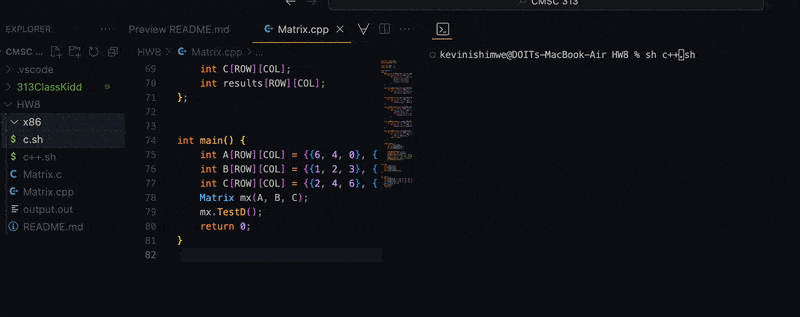 CMSC 313
EXPLORER
Preview README.md
Matrix.cpp
CMSC ...
HW8 > Matrix.cpp > ...
kevinishimwe@DOITs-MacBook-Air HW8 % sh c++.sh
.vscode
313ClassKidd
HW8
x86
$ c.sh
$ c++.sh
Matrix.c
Matrix.cpp
output.out
README.md
69 int C[ROW][COL];
70 int results[ROW][COL];
71 };
72
73
74 int main() {
75 int A[ROW][COL] = {{6, 4, 0}, {
76 int B[ROW][COL] = {{1, 2, 3}, {
77 int C[ROW][COL] = {{2, 4, 6}, {
78 Matrix mx(A, B, C);
79 mx.TestD();
80 return 0;
81 }
82